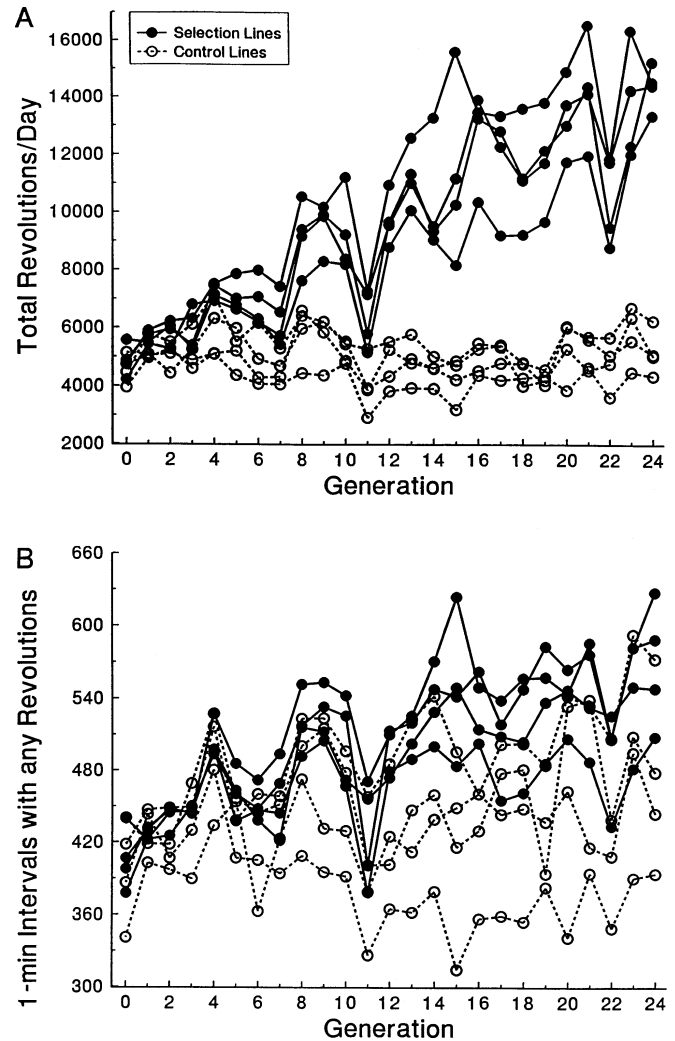 A
Selection Lines
Control Lines
Total Revolutions/Day
16000
14000
12000
10000
8000
6000
4000
2000
0 2 4 6 8 10 12 14 16 18 20 22 24
Generation
B
1-min Intervals with any Revolutions
660
600
540
480
420
360
300
0 2 4 6 8 10 12 14 16 18 20 22 24
Generation